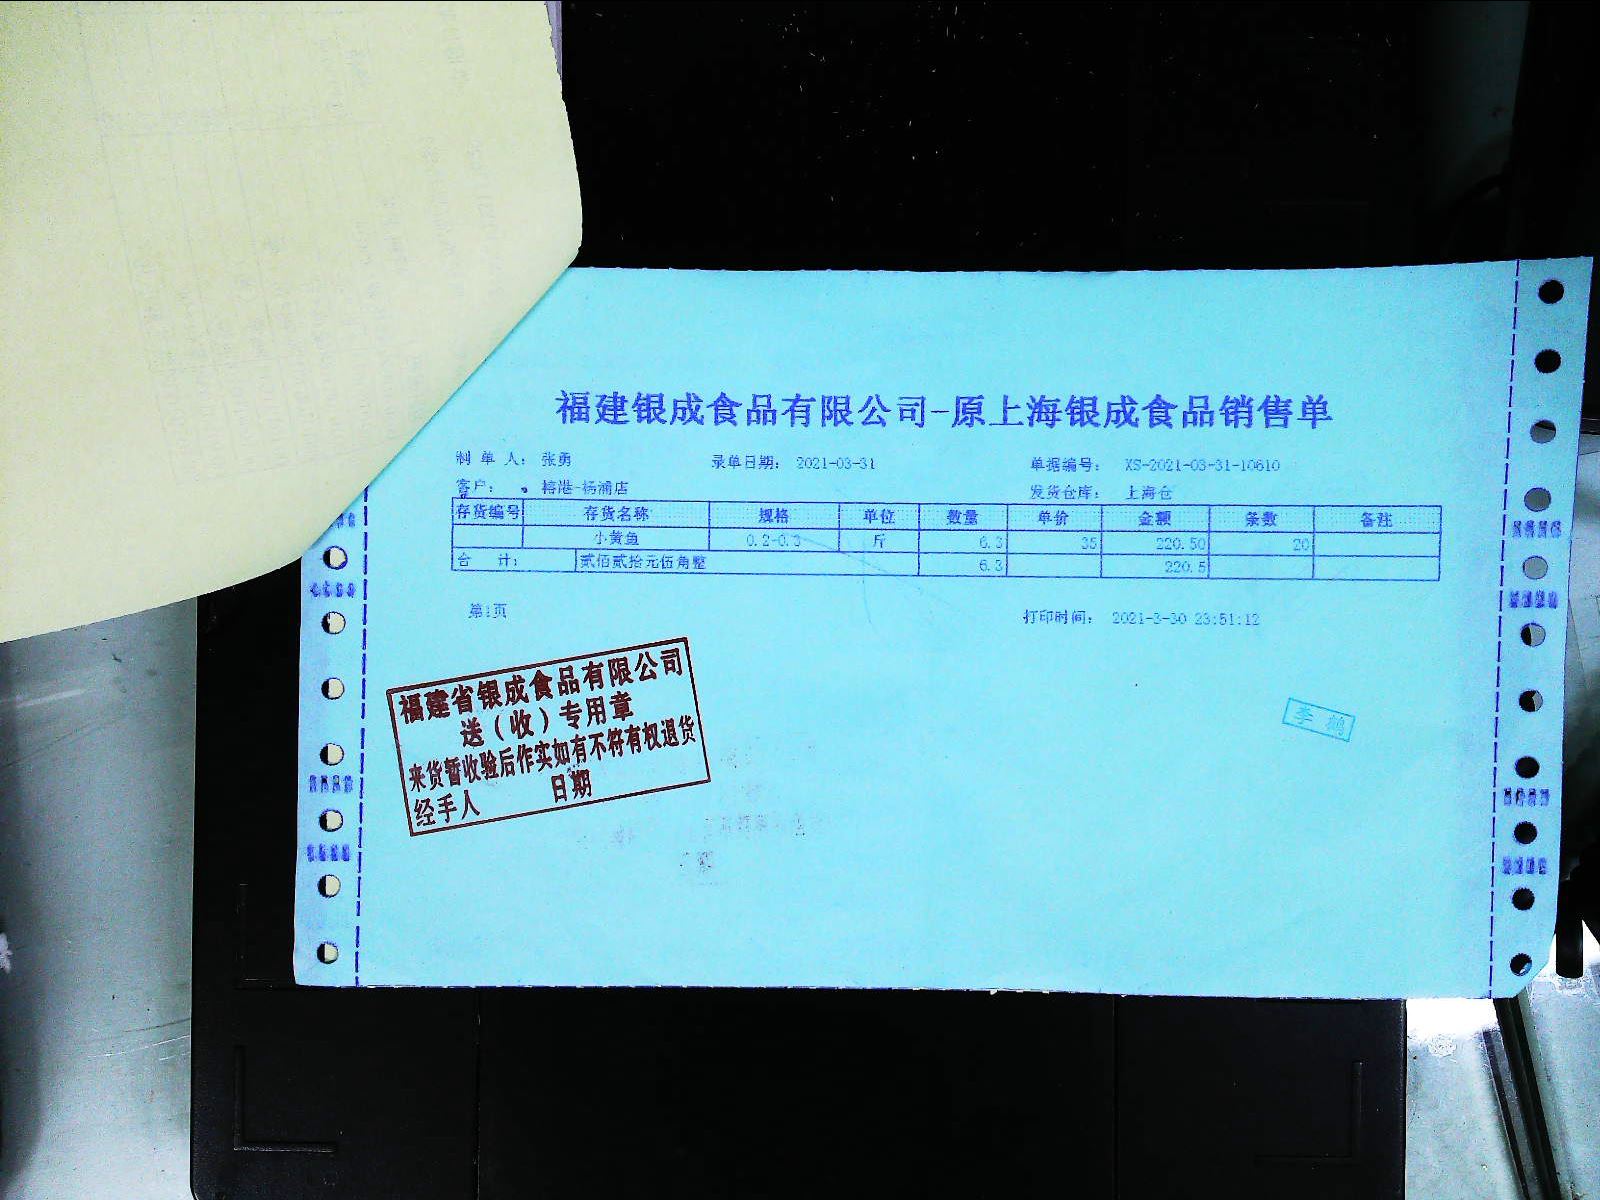 福建银成食品有限公司-原上海银成食品销售单
制 单 人： 张勇 录单日期： 2021-03-31 单据编号： XS-2021-03-31-10610
客户： 榕港-杨浦店 发货仓库： 上海仓
存货编号 存货名称 规格 单位 数量 单价 金额 条数 备注
小黄鱼 0.2-0.3 斤 6.3 35 220.50 20
合 计： 贰佰贰拾元伍角整 6.3 220.5
第1页 打印时间： 2021-3-30 23:51:12
福建省银成食品有限公司
送（收）专用章
来货暂收验后作实如有不符有权退货
经手人 日期
李 鹤